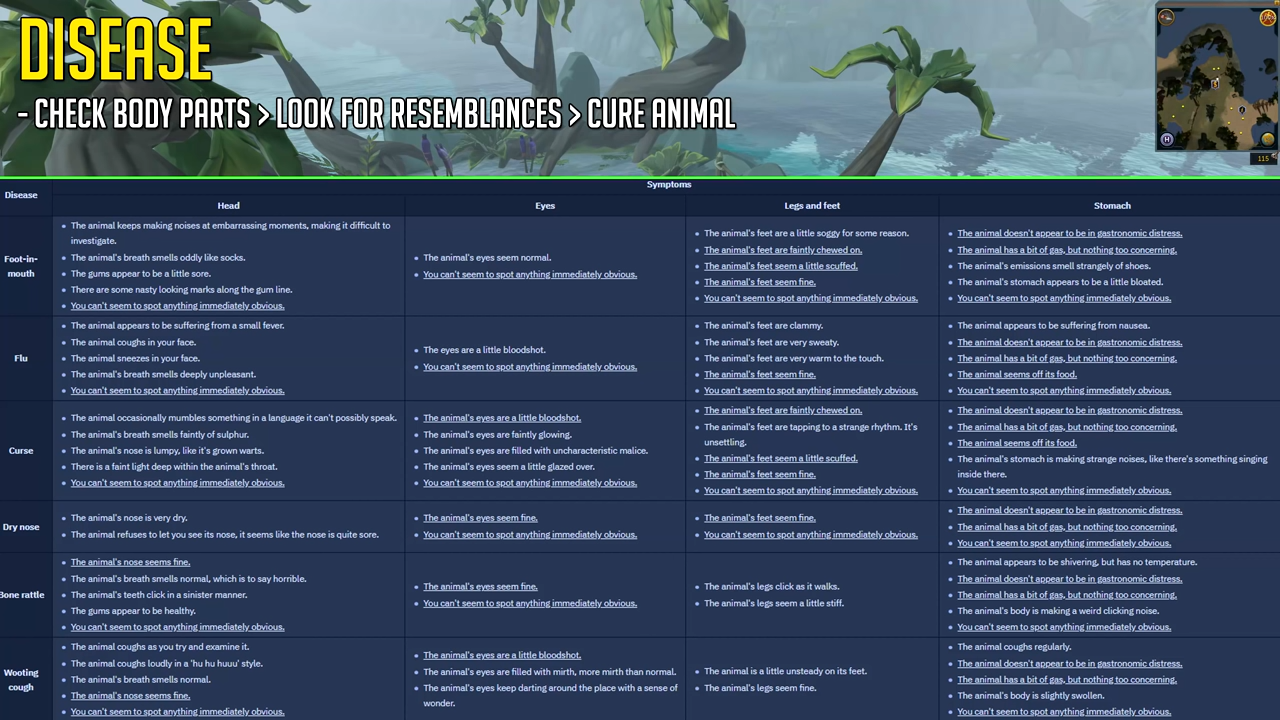 DISEASE
- CHECK BODY PARTS > LOOK FOR RESEMBLANCES > CURE ANIMAL
H
115
Disease
Symptoms
Head
Eyes
Legs and feet
Stomach
Foot-in-
mouth
The animal keeps making noises at embarrassing moments, making it difficult to
investigate.
The animal's breath smells oddly like socks.
The gums appear to be a little sore.
There are some nasty looking marks along the gum line.
You can't seem to spot anything immediately obvious.
The animal's eyes seem normal.
You can't seem to spot anything immediately obvious.
The animal's feet are a little soggy for some reason.
The animal's feet are faintly chewed on.
The animal's feet seem a little scuffed.
The animal's feet seem fine.
You can't seem to spot anything immediately obvious.
The animal doesn't appear to be in gastronomic distress.
The animal has a bit of gas, but nothing too concerning.
The animal's emissions smell strangely of shoes.
The animal's stomach appears to be a little bloated.
You can't seem to spot anything immediately obvious.
Flu
The animal appears to be suffering from a small fever.
The animal coughs in your face.
The animal sneezes in your face.
The animal's breath smells deeply unpleasant.
You can't seem to spot anything immediately obvious.
The eyes are a little bloodshot.
You can't seem to spot anything immediately obvious.
The animal's feet are clammy.
The animal's feet are very sweaty.
The animal's feet are very warm to the touch.
The animal's feet seem fine.
You can't seem to spot anything immediately obvious.
The animal appears to be suffering from nausea.
The animal doesn't appear to be in gastronomic distress.
The animal has a bit of gas, but nothing too concerning.
The animal seems off its food.
You can't seem to spot anything immediately obvious.
Curse
The animal occasionally mumbles something in a language it can't possibly speak.
The animal's breath smells faintly of sulphur.
The animal's nose is lumpy, like it's grown warts.
There is a faint light deep within the animal's throat.
You can't seem to spot anything immediately obvious.
The animal's eyes are a little bloodshot.
The animal's eyes are faintly glowing.
The animal's eyes are filled with uncharacteristic malice.
The animal's eyes seem a little glazed over.
You can't seem to spot anything immediately obvious.
The animal's feet are faintly chewed on.
The animal's feet are tapping to a strange rhythm. It's
unsettling.
The animal's feet seem a little scuffed.
The animal's feet seem fine.
You can't seem to spot anything immediately obvious.
The animal doesn't appear to be in gastronomic distress.
The animal has a bit of gas, but nothing too concerning.
The animal seems off its food.
The animal's stomach is making strange noises, like there's something singing
inside there.
You can't seem to spot anything immediately obvious.
Dry nose
The animal's nose is very dry.
The animal refuses to let you see its nose, it seems like the nose is quite sore.
The animal's eyes seem fine.
You can't seem to spot anything immediately obvious.
The animal's feet seem fine.
You can't seem to spot anything immediately obvious.
The animal doesn't appear to be in gastronomic distress.
The animal has a bit of gas, but nothing too concerning.
You can't seem to spot anything immediately obvious.
Bone rattle
The animal's nose seems fine.
The animal's breath smells normal, which is to say horrible.
The animal's teeth click in a sinister manner.
The gums appear to be healthy.
You can't seem to spot anything immediately obvious.
The animal's eyes seem fine.
You can't seem to spot anything immediately obvious.
The animal's legs click as it walks.
The animal's legs seem a little stiff.
The animal appears to be shivering, but has no temperature.
The animal doesn't appear to be in gastronomic distress.
The animal has a bit of gas, but nothing too concerning.
The animal's body is making a weird clicking noise.
You can't seem to spot anything immediately obvious.
Wooting
cough
The animal coughs as you try and examine it.
The animal coughs loudly in a 'hu hu huuu' style.
The animal's breath smells normal.
The animal's nose seems fine.
You can't seem to spot anything immediately obvious.
The animal's eyes are a little bloodshot.
The animal's eyes are filled with mirth, more mirth than normal.
The animal's eyes keep darting around the place with a sense of
wonder.
The animal is a little unsteady on its feet.
The animal's legs seem fine.
The animal coughs regularly.
The animal doesn't appear to be in gastronomic distress.
The animal has a bit of gas, but nothing too concerning.
The animal's body is slightly swollen.
You can't seem to spot anything immediately obvious.